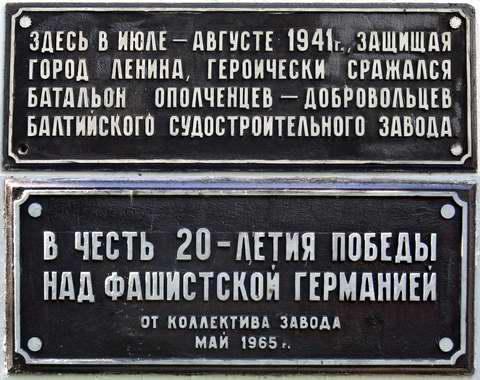 ЗДЕСЬ В ИЮЛЕ — АВГУСТЕ 1941г., ЗАЩИЩАЯ
ГОРОД ЛЕНИНА, ГЕРОИЧЕСКИ СРАЖАЛСЯ
БАТАЛЬОН ОПОЛЧЕНЦЕВ — ДОБРОВОЛЬЦЕВ
БАЛТИЙСКОГО СУДОСТРОИТЕЛЬНОГО ЗАВОДА
В ЧЕСТЬ 20-ЛЕТИЯ ПОБЕДЫ
НАД ФАШИСТСКОЙ ГЕРМАНИЕЙ
ОТ КОЛЛЕКТИВА ЗАВОДА
МАЙ 1965 г.